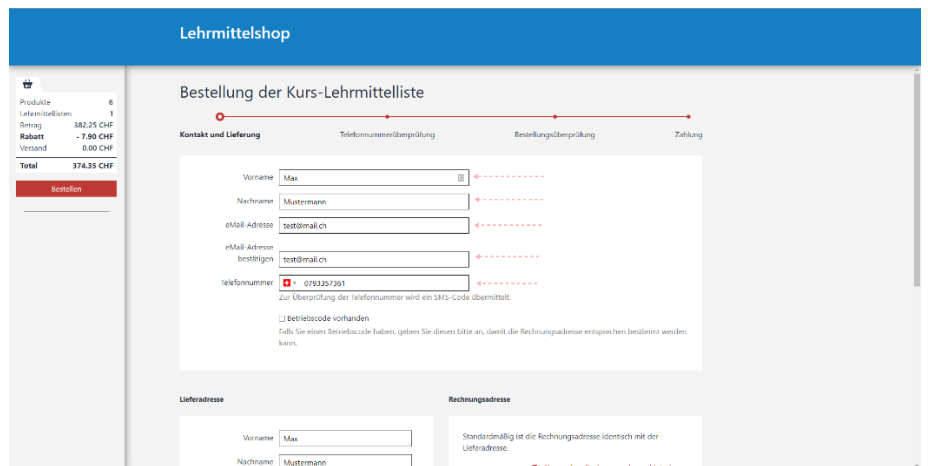 Lehrmittelshop
Produkte 6
Lehrmittellisten 1
Betrag 382.25 CHF
Rabatt - 7.90 CHF
Versand 0.00 CHF
Total 374.35 CHF
Bestellen
Bestellung der Kurs-Lehrmittelliste
Kontakt und Lieferung Telefonnummerüberprüfung Bestellungsüberprüfung Zahlung
Vorname Max
Nachname Mustermann
eMail-Adresse test@mail.ch
eMail-Adresse
bestätigen test@mail.ch
Telefonnummer 0793357361
Zur Überprüfung der Telefonnummer wird ein SMS-Code übermittelt.
Betriebscode vorhanden
Falls Sie einen Betriebscode haben, geben Sie diesen bitte an, damit die Rechnungsadresse entsprechen bestimmt werden
kann.
Lieferadresse
Vorname Max
Nachname Mustermann
Rechnungsadresse
Standardmäßig ist die Rechnungsadresse identisch mit der
Lieferadresse.